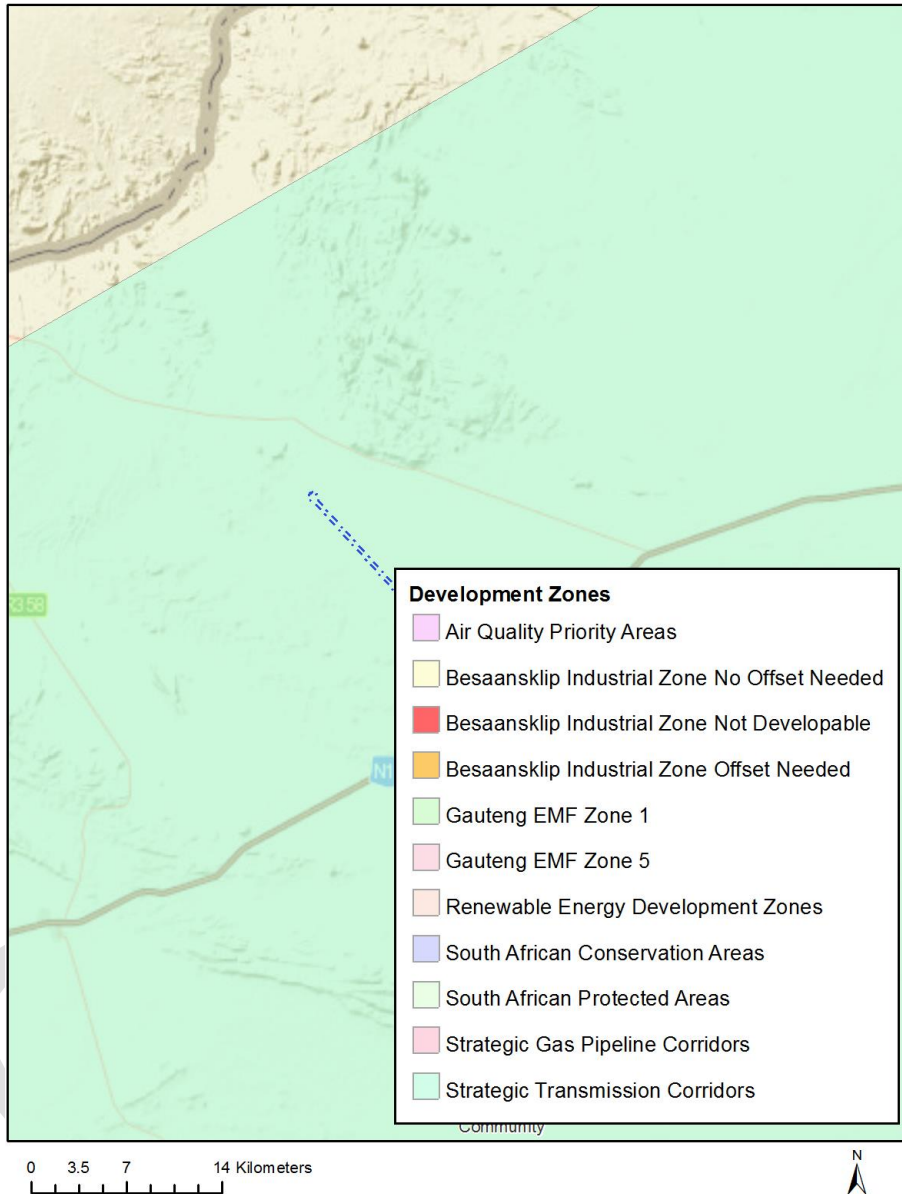 R358
N1
Development Zones
Air Quality Priority Areas
Besaansklip Industrial Zone No Offset Needed
Besaansklip Industrial Zone Not Developable
Besaansklip Industrial Zone Offset Needed
Gauteng EMF Zone 1
Gauteng EMF Zone 5
Renewable Energy Development Zones
South African Conservation Areas
South African Protected Areas
Strategic Gas Pipeline Corridors
Strategic Transmission Corridors
Community
0 3.5 7 14 Kilometers
N